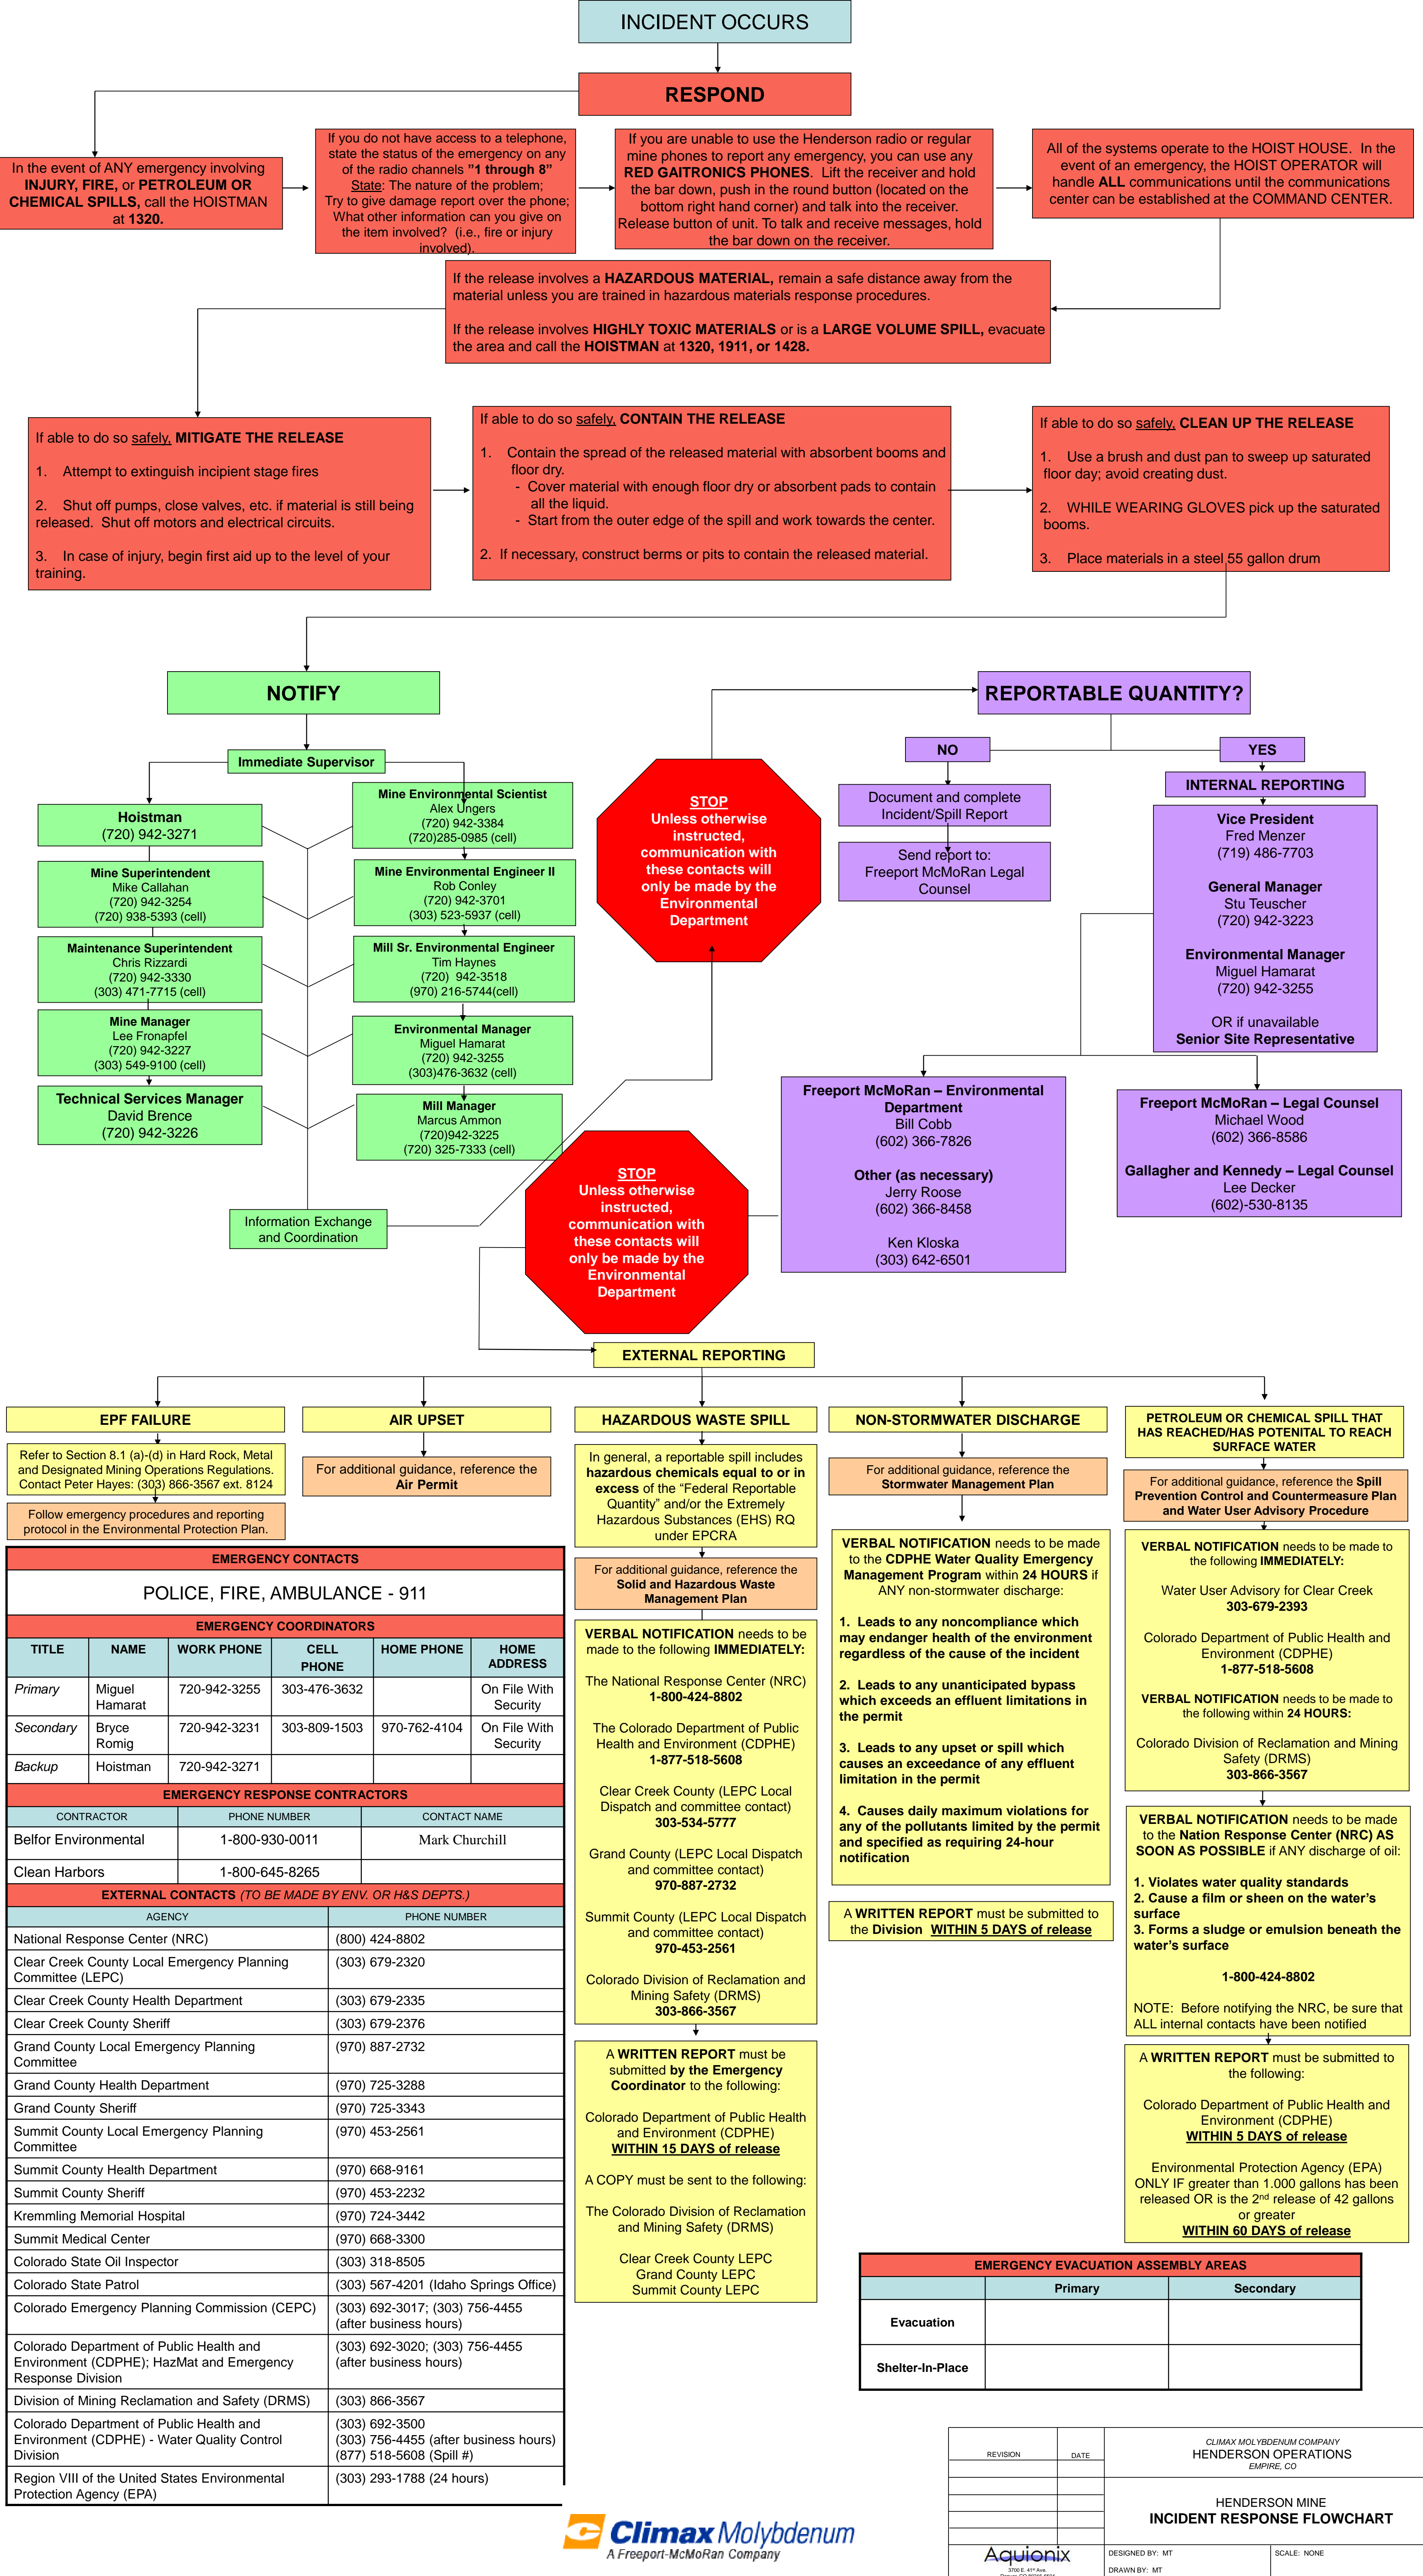 INCIDENT OCCURS
RESPOND
In the event of ANY emergency involving
INJURY, FIRE, or PETROLEUM OR
CHEMICAL SPILLS, call the HOISTMAN
at 1320.
If you do not have access to a telephone,
state the status of the emergency on any
of the radio channels "1 through 8"
State: The nature of the problem;
Try to give damage report over the phone;
What other information can you give on
the item involved? (i.e., fire or injury
involved).
If you are unable to use the Henderson radio or regular
mine phones to report any emergency, you can use any
RED GAITRONICS PHONES. Lift the receiver and hold
the bar down, push in the round button (located on the
bottom right hand corner) and talk into the receiver.
Release button of unit. To talk and receive messages, hold
the bar down on the receiver.
All of the systems operate to the HOIST HOUSE. In the
event of an emergency, the HOIST OPERATOR will
handle ALL communications until the communications
center can be established at the COMMAND CENTER.
If the release involves a HAZARDOUS MATERIAL, remain a safe distance away from the
material unless you are trained in hazardous materials response procedures.
If the release involves HIGHLY TOXIC MATERIALS or is a LARGE VOLUME SPILL, evacuate
the area and call the HOISTMAN at 1320, 1911, or 1428.
If able to do so safely, MITIGATE THE RELEASE
1. Attempt to extinguish incipient stage fires
2. Shut off pumps, close valves, etc. if material is still being
released. Shut off motors and electrical circuits.
3. In case of injury, begin first aid up to the level of your
training.
If able to do so safely, CONTAIN THE RELEASE
1. Contain the spread of the released material with absorbent booms and
floor dry.
- Cover material with enough floor dry or absorbent pads to contain
all the liquid.
- Start from the outer edge of the spill and work towards the center.
2. If necessary, construct berms or pits to contain the released material.
If able to do so safely, CLEAN UP THE RELEASE
1. Use a brush and dust pan to sweep up saturated
floor day; avoid creating dust.
2. WHILE WEARING GLOVES pick up the saturated
booms.
3. Place materials in a steel 55 gallon drum
NOTIFY
Immediate Supervisor
Hoistman
(720) 942-3271
Mine Superintendent
Mike Callahan
(720) 942-3254
(720) 938-5393 (cell)
Maintenance Superintendent
Chris Rizzardi
(720) 942-3330
(303) 471-7715 (cell)
Mine Manager
Lee Fronapfel
(720) 942-3227
(303) 549-9100 (cell)
Technical Services Manager
David Brence
(720) 942-3226
Mine Environmental Scientist
Alex Ungers
(720) 942-3384
(720)285-0985 (cell)
Mine Environmental Engineer II
Rob Conley
(720) 942-3701
(303) 523-5937 (cell)
Mill Sr. Environmental Engineer
Tim Haynes
(720) 942-3518
(970) 216-5744(cell)
Environmental Manager
Miguel Hamarat
(720) 942-3255
(303)476-3632 (cell)
Mill Manager
Marcus Ammon
(720)942-3225
(720) 325-7333 (cell)
Information Exchange
and Coordination
STOP
Unless otherwise
instructed,
communication with
these contacts will
only be made by the
Environmental
Department
REPORTABLE QUANTITY?
NO
YES
Document and complete
Incident/Spill Report
Send report to:
Freeport McMoRan Legal
Counsel
INTERNAL REPORTING
Vice President
Fred Menzer
(719) 486-7703
General Manager
Stu Teuscher
(720) 942-3223
Environmental Manager
Miguel Hamarat
(720) 942-3255
OR if unavailable
Senior Site Representative
Freeport McMoRan – Environmental
Department
Bill Cobb
(602) 366-7826
Other (as necessary)
Jerry Roose
(602) 366-8458
Ken Kloska
(303) 642-6501
Freeport McMoRan – Legal Counsel
Michael Wood
(602) 366-8586
Gallagher and Kennedy – Legal Counsel
Lee Decker
(602)-530-8135
STOP
Unless otherwise
instructed,
communication with
these contacts will
only be made by the
Environmental
Department
EXTERNAL REPORTING
EPF FAILURE
Refer to Section 8.1 (a)-(d) in Hard Rock, Metal
and Designated Mining Operations Regulations.
Contact Peter Hayes: (303) 866-3567 ext. 8124
Follow emergency procedures and reporting
protocol in the Environmental Protection Plan.
AIR UPSET
For additional guidance, reference the
Air Permit
HAZARDOUS WASTE SPILL
In general, a reportable spill includes
hazardous chemicals equal to or in
excess of the "Federal Reportable
Quantity" and/or the Extremely
Hazardous Substances (EHS) RQ
under EPCRA
For additional guidance, reference the
Solid and Hazardous Waste
Management Plan
VERBAL NOTIFICATION needs to be
made to the following IMMEDIATELY:
The National Response Center (NRC)
1-800-424-8802
The Colorado Department of Public
Health and Environment (CDPHE)
1-877-518-5608
Clear Creek County (LEPC Local
Dispatch and committee contact)
303-534-5777
Grand County (LEPC Local Dispatch
and committee contact)
970-887-2732
Summit County (LEPC Local Dispatch
and committee contact)
970-453-2561
Colorado Division of Reclamation and
Mining Safety (DRMS)
303-866-3567
A WRITTEN REPORT must be
submitted by the Emergency
Coordinator to the following:
Colorado Department of Public Health
and Environment (CDPHE)
WITHIN 15 DAYS of release
A COPY must be sent to the following:
The Colorado Division of Reclamation
and Mining Safety (DRMS)
Clear Creek County LEPC
Grand County LEPC
Summit County LEPC
NON-STORMWATER DISCHARGE
For additional guidance, reference the
Stormwater Management Plan
VERBAL NOTIFICATION needs to be made
to the CDPHE Water Quality Emergency
Management Program within 24 HOURS if
ANY non-stormwater discharge:
1. Leads to any noncompliance which
may endanger health of the environment
regardless of the cause of the incident
2. Leads to any unanticipated bypass
which exceeds an effluent limitations in
the permit
3. Leads to any upset or spill which
causes an exceedance of any effluent
limitation in the permit
4. Causes daily maximum violations for
any of the pollutants limited by the permit
and specified as requiring 24-hour
notification
A WRITTEN REPORT must be submitted to
the Division WITHIN 5 DAYS of release
PETROLEUM OR CHEMICAL SPILL THAT
HAS REACHED/HAS POTENITAL TO REACH
SURFACE WATER
For additional guidance, reference the Spill
Prevention Control and Countermeasure Plan
and Water User Advisory Procedure
VERBAL NOTIFICATION needs to be made to
the following IMMEDIATELY:
Water User Advisory for Clear Creek
303-679-2393
Colorado Department of Public Health and
Environment (CDPHE)
1-877-518-5608
VERBAL NOTIFICATION needs to be made to
the following within 24 HOURS:
Colorado Division of Reclamation and Mining
Safety (DRMS)
303-866-3567
VERBAL NOTIFICATION needs to be made
to the Nation Response Center (NRC) AS
SOON AS POSSIBLE if ANY discharge of oil:
1. Violates water quality standards
2. Cause a film or sheen on the water's
surface
3. Forms a sludge or emulsion beneath the
water's surface
1-800-424-8802
NOTE: Before notifying the NRC, be sure that
ALL internal contacts have been notified
A WRITTEN REPORT must be submitted to
the following:
Colorado Department of Public Health and
Environment (CDPHE)
WITHIN 5 DAYS of release
Environmental Protection Agency (EPA)
ONLY IF greater than 1.000 gallons has been
released OR is the 2nd release of 42 gallons
or greater
WITHIN 60 DAYS of release
EMERGENCY CONTACTS
POLICE, FIRE, AMBULANCE - 911
EMERGENCY COORDINATORS
TITLE NAME WORK PHONE CELL PHONE HOME PHONE HOME ADDRESS
Primary Miguel Hamarat 720-942-3255 303-476-3632 On File With Security
Secondary Bryce Romig 720-942-3231 303-809-1503 970-762-4104 On File With Security
Backup Hoistman 720-942-3271
EMERGENCY RESPONSE CONTRACTORS
CONTRACTOR PHONE NUMBER CONTACT NAME
Belfor Environmental 1-800-930-0011 Mark Churchill
Clean Harbors 1-800-645-8265
EXTERNAL CONTACTS (TO BE MADE BY ENV. OR H&S DEPTS.)
AGENCY PHONE NUMBER
National Response Center (NRC) (800) 424-8802
Clear Creek County Local Emergency Planning
Committee (LEPC) (303) 679-2320
Clear Creek County Health Department (303) 679-2335
Clear Creek County Sheriff (303) 679-2376
Grand County Local Emergency Planning
Committee (970) 887-2732
Grand County Health Department (970) 725-3288
Grand County Sheriff (970) 725-3343
Summit County Local Emergency Planning
Committee (970) 453-2561
Summit County Health Department (970) 668-9161
Summit County Sheriff (970) 453-2232
Kremmling Memorial Hospital (970) 724-3442
Summit Medical Center (970) 668-3300
Colorado State Oil Inspector (303) 318-8505
Colorado State Patrol (303) 567-4201 (Idaho Springs Office)
Colorado Emergency Planning Commission (CEPC) (303) 692-3017; (303) 756-4455
(after business hours)
Colorado Department of Public Health and (303) 692-3020; (303) 756-4455
Environment (CDPHE); HazMat and Emergency (after business hours)
Response Division
Division of Mining Reclamation and Safety (DRMS) (303) 866-3567
Colorado Department of Public Health and (303) 692-3500
Environment (CDPHE) - Water Quality Control (303) 756-4455 (after business hours)
Division (877) 518-5608 (Spill #)
Region VIII of the United States Environmental (303) 293-1788 (24 hours)
Protection Agency (EPA)
EMERGENCY EVACUATION ASSEMBLY AREAS
Primary Secondary
Evacuation
Shelter-In-Place
Climax Molybdenum
A Freeport-McMoRan Company
REVISION DATE
CLIMAX MOLYBDENUM COMPANY
HENDERSON OPERATIONS
EMPIRE, CO
HENDERSON MINE
INCIDENT RESPONSE FLOWCHART
Aquionix
3700 E. 41st Ave.
DESIGNED BY: MT
SCALE: NONE
DRAWN BY: MT